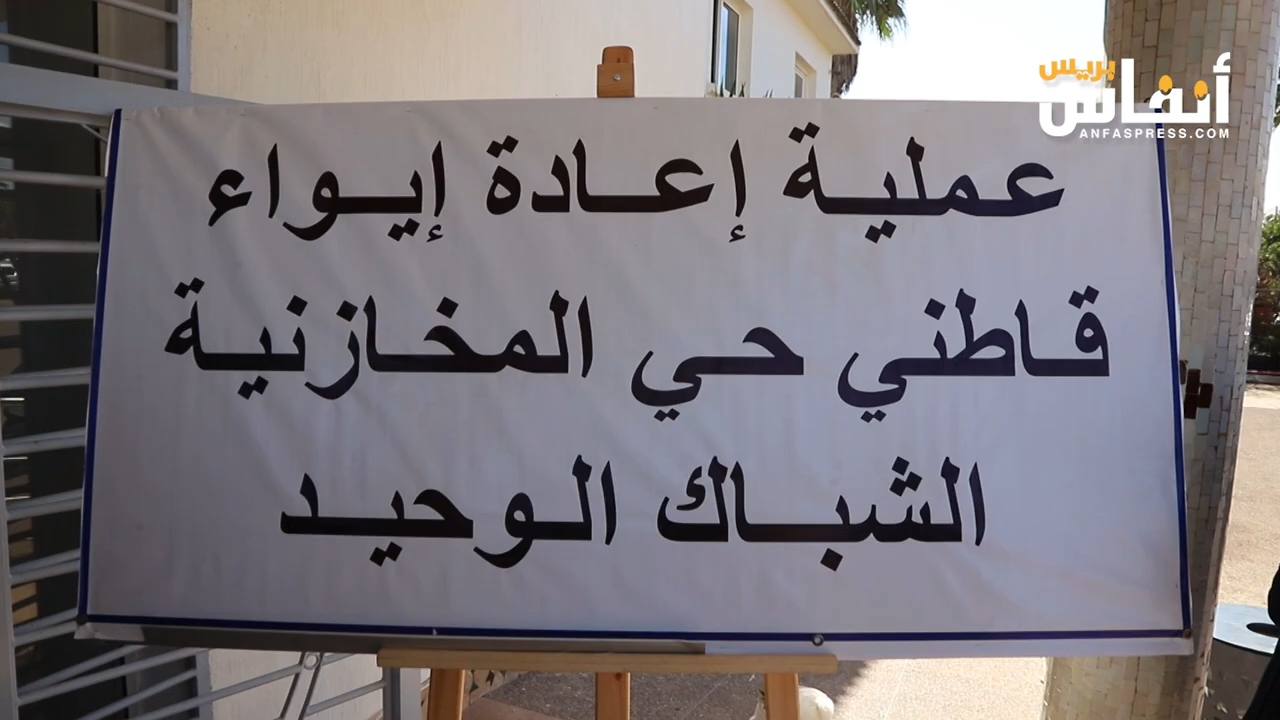 أنفاس بريس
ANFASPRESS.COM
عملية إعادة إيواء
قاطني حي المخازنية
الشباك الوحيد